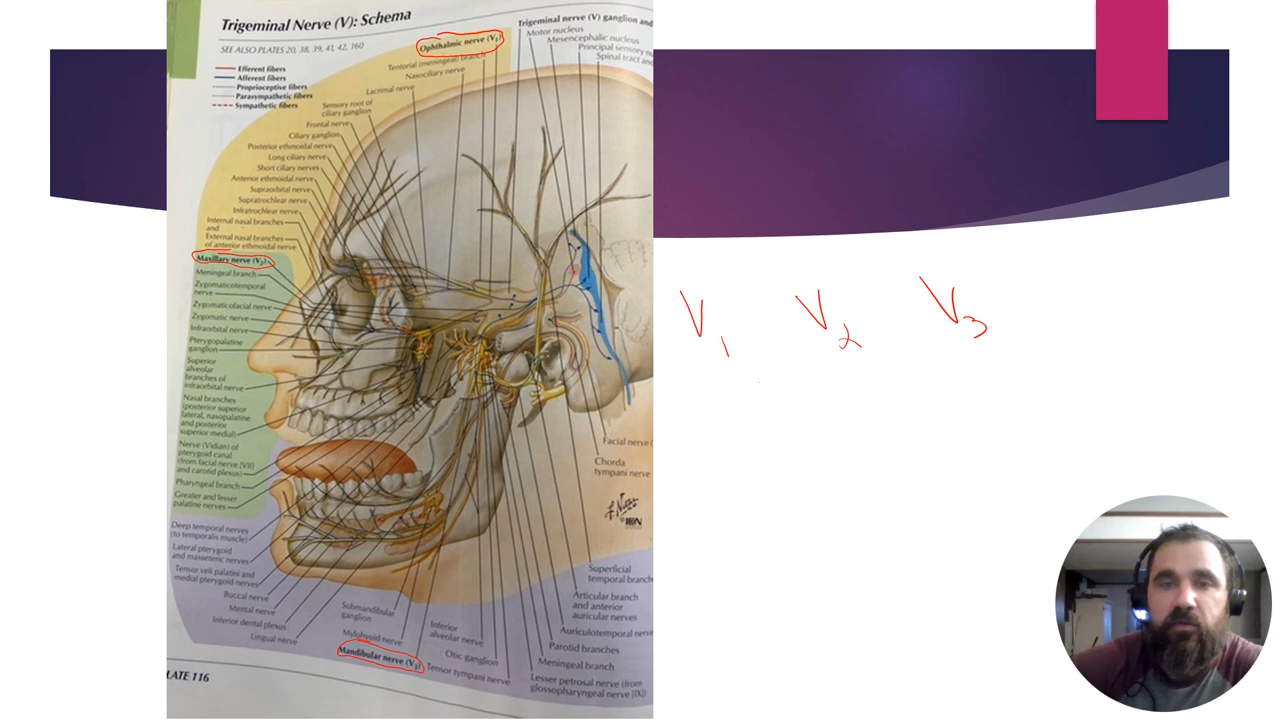 Trigeminal Nerve (V): Schema
SEE ALSO PLATES 20, 38, 39, 41, 42, 160
Efferent fibers
Afferent fibers
Proprioceptive fibers
Parasympathetic fibers
Sympathetic fibers
Ophthalmic nerve (V1)
Tentorial (meningeal) branch
Nasociliary nerve
Lacrimal nerve
Sensory root of
ciliary ganglion
Frontal nerve
Ciliary ganglion
Posterior ethmoidal nerve
Long ciliary nerve
Short ciliary nerves
Anterior ethmoidal nerve
Supraorbital nerve
Supratrochlear nerve
Infratrochlear nerve
Internal nasal branches
and
External nasal branches
of anterior ethmoidal nerve
Maxillary nerve (V2)
Meningeal branch
Zygomaticotemporal
nerve
Zygomaticofacial nerve
Zygomatic nerve
Infraorbital nerve
Pterygopalatine
ganglion
Superior
alveolar
branches of
infraorbital nerve
Nasal branches
(posterior superior
lateral, nasopalatine
and posterior
superior medial)
Nerve (Vidian) of
pterygoid canal
(from facial nerve [VII]
and carotid plexus)
Pharyngeal branch
Greater and lesser
palatine nerves
Deep temporal nerves
(to temporalis muscle)
Lateral pterygoid
and masseteric nerves
Tensor veli palatini and
medial pterygoid nerves
Buccal nerve
Mental nerve
Inferior dental plexus
Lingual nerve
Submandibular
ganglion
Mylohyoid nerve
Mandibular nerve (V3)
Inferior
alveolar nerve
Otic ganglion
Tensor tympani nerve
Trigeminal nerve (V) ganglion and
Motor nucleus
Mesencephalic nucleus
Principal sensory n
Spinal tract and
Facial nerve (
Chorda
tympani nerve
F. Netter
©IBN
Superficial
temporal branch
Articular branch
and anterior
auricular nerves
Auriculotemporal nerve
Parotid branches
Meningeal branch
Lesser petrosal nerve (from
glossopharyngeal nerve [IX])
LATE 116
V1 V2 V3